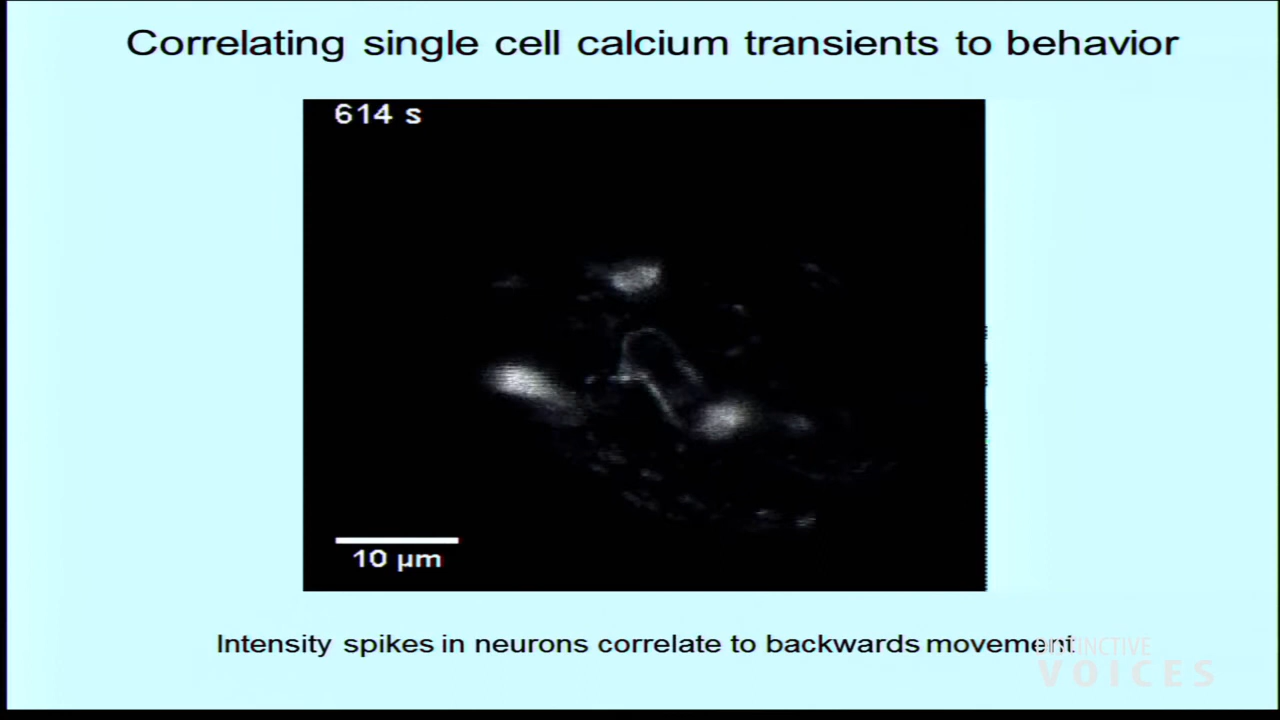 Correlating single cell calcium transients to behavior
614 s
10 µm
Intensity spikes in neurons correlate to backwards movement
DISTINCTIVE
VOICES